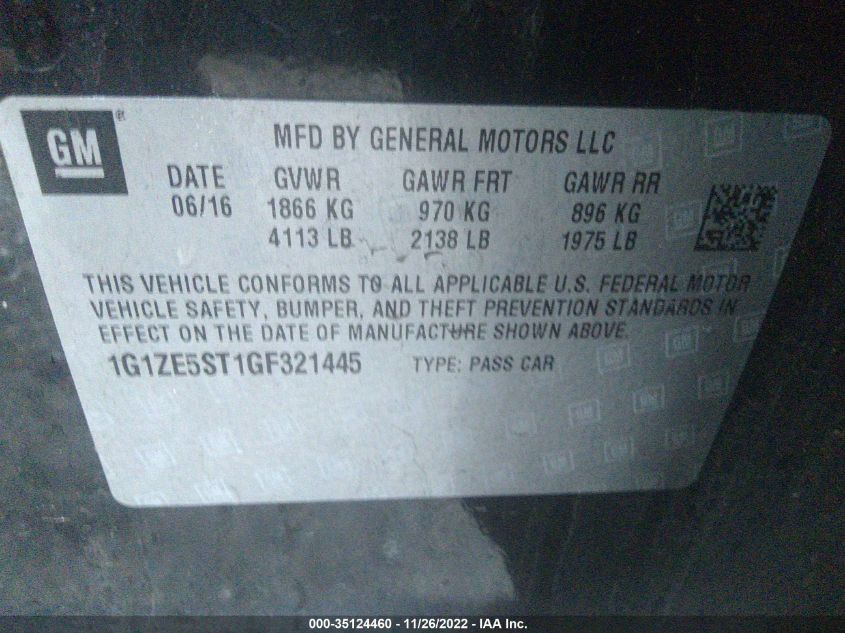 GM ®
MFD BY GENERAL MOTORS LLC
DATE GVWR GAWR FRT GAWR RR
06/16 1866 KG 970 KG 896 KG
4113 LB 2138 LB 1975 LB
THIS VEHICLE CONFORMS TO ALL APPLICABLE U.S. FEDERAL MOTOR
VEHICLE SAFETY, BUMPER, AND THEFT PREVENTION STANDARDS IN
EFFECT ON THE DATE OF MANUFACTURE SHOWN ABOVE.
1G1ZE5ST1GF321445 TYPE: PASS CAR
000-35124460 - 11/26/2022 - IAA Inc.